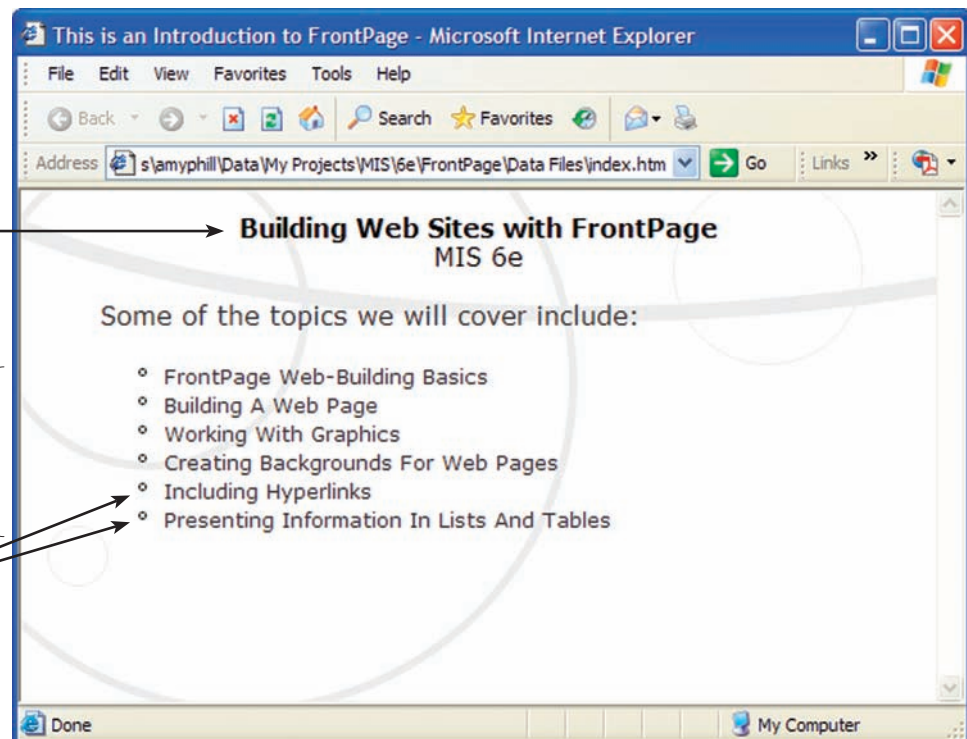 This is an Introduction to FrontPage - Microsoft Internet Explorer
File Edit View Favorites Tools Help
Back Search Favorites
Address s\amyphill\Data\My Projects\MIS\6e\FrontPage\Data Files\index.htm Go Links »
Building Web Sites with FrontPage
MIS 6e
Some of the topics we will cover include:
FrontPage Web-Building Basics
Building A Web Page
Working With Graphics
Creating Backgrounds For Web Pages
Including Hyperlinks
Presenting Information In Lists And Tables
Done My Computer